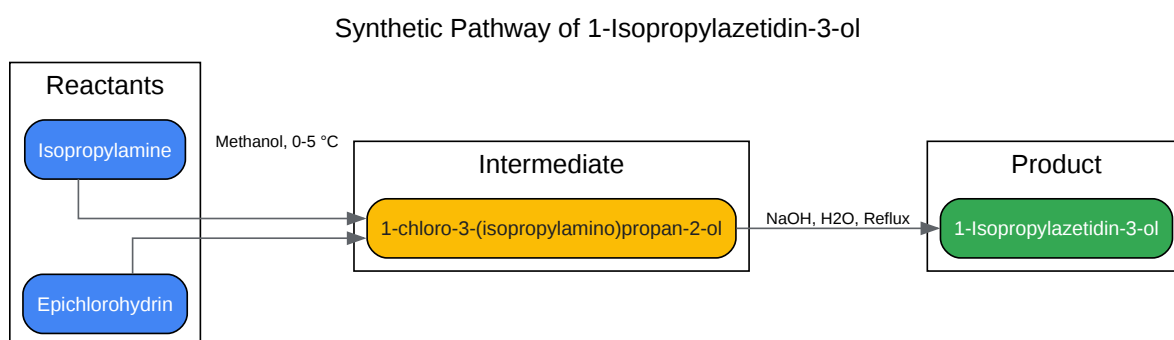 Synthetic Pathway of 1-Isopropylazetidin-3-ol
Reactants
Isopropylamine
Epichlorohydrin
Methanol, 0-5 °C
Intermediate
1-chloro-3-(isopropylamino)propan-2-ol
NaOH, H2O, Reflux
Product
1-Isopropylazetidin-3-ol